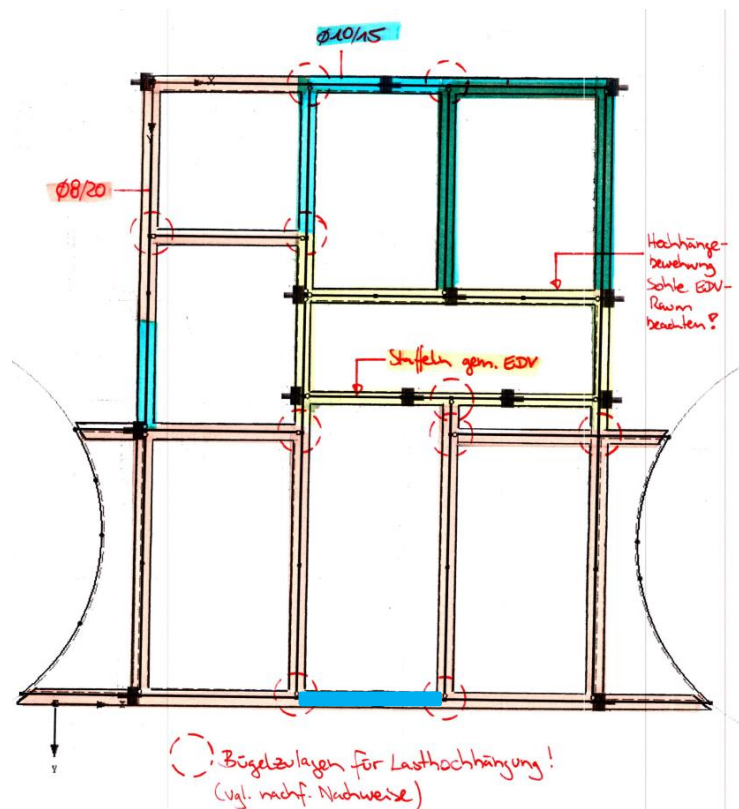 Ø10/15
X
Y
Ø8/20
Hochhänge-
bewehrung
Sohle EDV-
Raum
beachten!
Staffeln gem. EDV
X
Y
Bügelzulagen für Lasthochhängung!
(vgl. nachf. Nachweise)